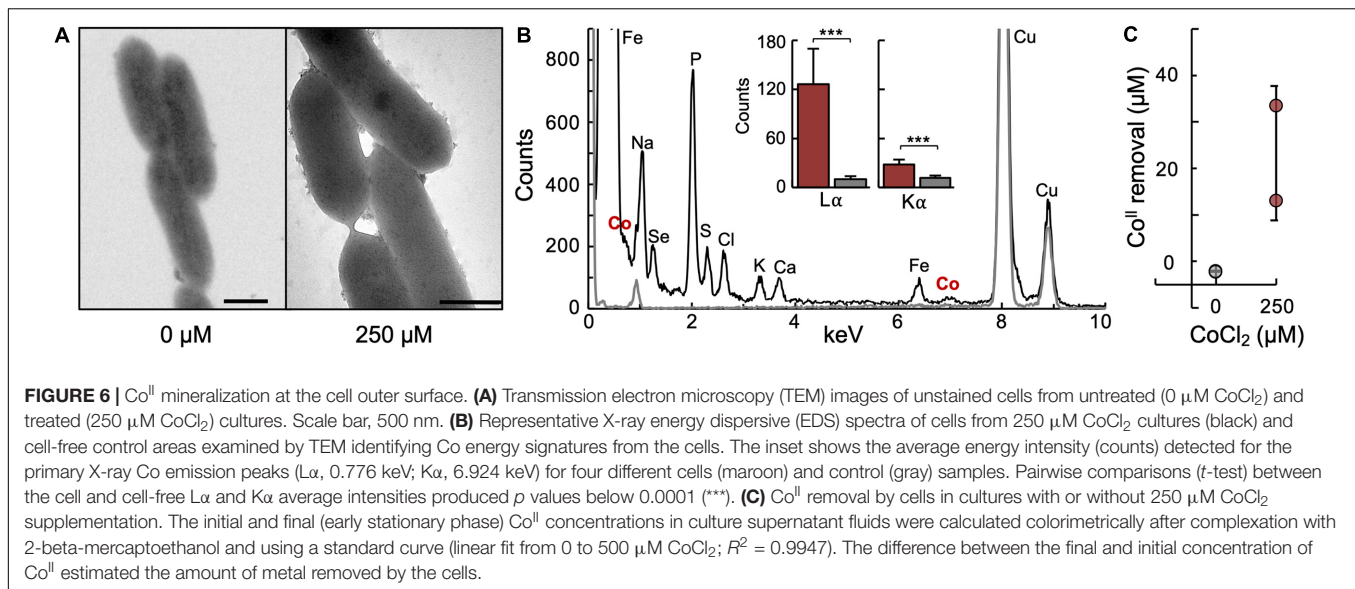 A
0 µM
250 µM
B
Counts
800
600
400
200
0
Fe
Na
Co
Se
P
S
Cl
K
Ca
Fe
Co
Cu
Cu
0
2
4
6
8
10
keV
Counts
180
120
60
0
***
***
Lα
Kα
C
Coᴵᴵ removal (µM)
40
20
0
0
250
CoCl₂ (µM)
FIGURE 6 | Coᴵᴵ mineralization at the cell outer surface. (A) Transmission electron microscopy (TEM) images of unstained cells from untreated (0 µM CoCl₂) and
treated (250 µM CoCl₂) cultures. Scale bar, 500 nm. (B) Representative X-ray energy dispersive (EDS) spectra of cells from 250 µM CoCl₂ cultures (black) and
cell-free control areas examined by TEM identifying Co energy signatures from the cells. The inset shows the average energy intensity (counts) detected for the
primary X-ray Co emission peaks (Lα, 0.776 keV; Kα, 6.924 keV) for four different cells (maroon) and control (gray) samples. Pairwise comparisons (t-test) between
the cell and cell-free Lα and Kα average intensities produced p values below 0.0001 (***). (C) Coᴵᴵ removal by cells in cultures with or without 250 µM CoCl₂
supplementation. The initial and final (early stationary phase) Coᴵᴵ concentrations in culture supernatant fluids were calculated colorimetrically after complexation with
2-beta-mercaptoethanol and using a standard curve (linear fit from 0 to 500 µM CoCl₂; R² = 0.9947). The difference between the final and initial concentration of
Coᴵᴵ estimated the amount of metal removed by the cells.